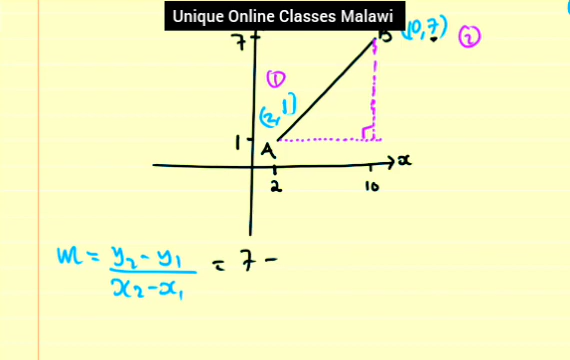 Unique Online Classes Malawi
7 B (10,7) ②
①
(2,1)
1 A
x
2 10
m = y₂ - y₁ / x₂ - x₁ = 7 -